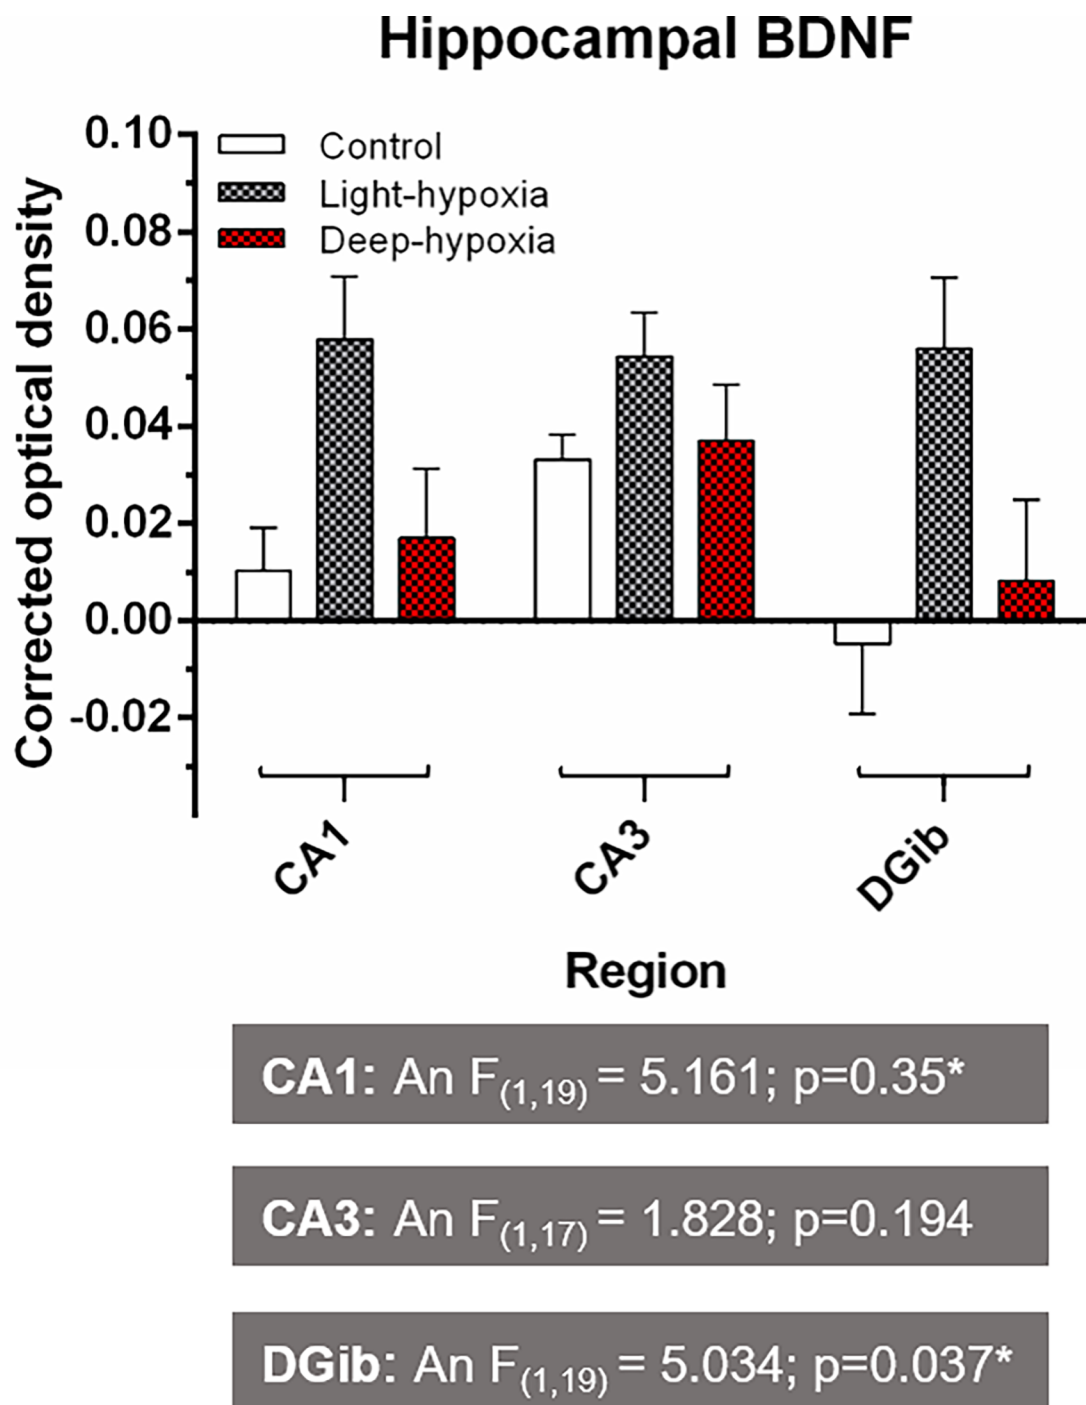 Hippocampal BDNF
Control
Light-hypoxia
Deep-hypoxia
0.10
0.08
0.06
0.04
0.02
0.00
-0.02
Corrected optical density
CA1
CA3
DGib
Region
CA1: An F(1,19) = 5.161; p=0.35*
CA3: An F(1,17) = 1.828; p=0.194
DGib: An F(1,19) = 5.034; p=0.037*